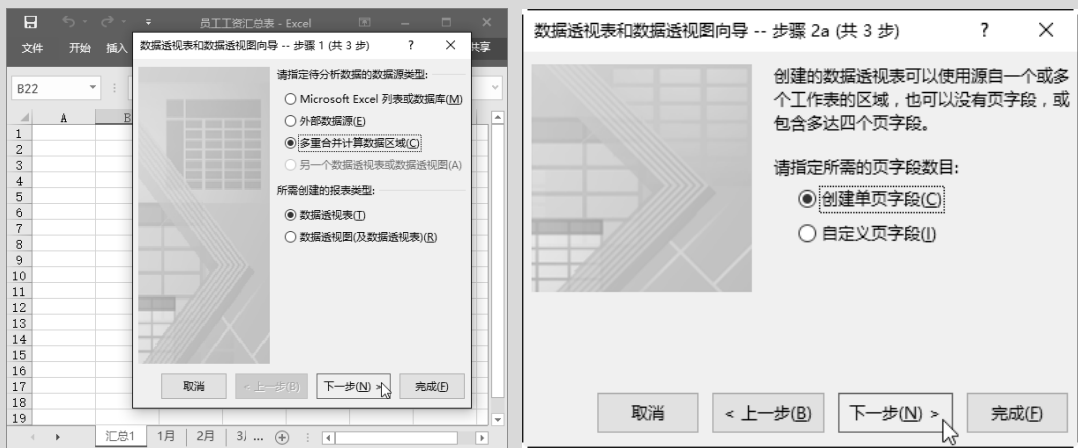 员工工资汇总表 - Excel
文件 开始 插入
共享
B22
A B
1
2
3
4
5
6
7
8
9
10
11
12
13
14
15
16
17
18
19
汇总1 1月 2月 3月 ...
数据透视表和数据透视图向导 -- 步骤 1 (共 3 步) ?
请指定待分析数据的数据源类型:
Microsoft Excel 列表或数据库(M)
外部数据源(E)
多重合并计算数据区域(C)
另一个数据透视表或数据透视图(A)
所需创建的报表类型:
数据透视表(T)
数据透视图(及数据透视表)(R)
取消 < 上一步(B) 下一步(N) > 完成(F)
数据透视表和数据透视图向导 -- 步骤 2a (共 3 步) ?
创建的数据透视表可以使用源自一个或多
个工作表的区域，也可以没有页字段，或
包含多达四个页字段。
请指定所需的页字段数目:
创建单页字段(C)
自定义页字段(I)
取消 < 上一步(B) 下一步(N) > 完成(F)